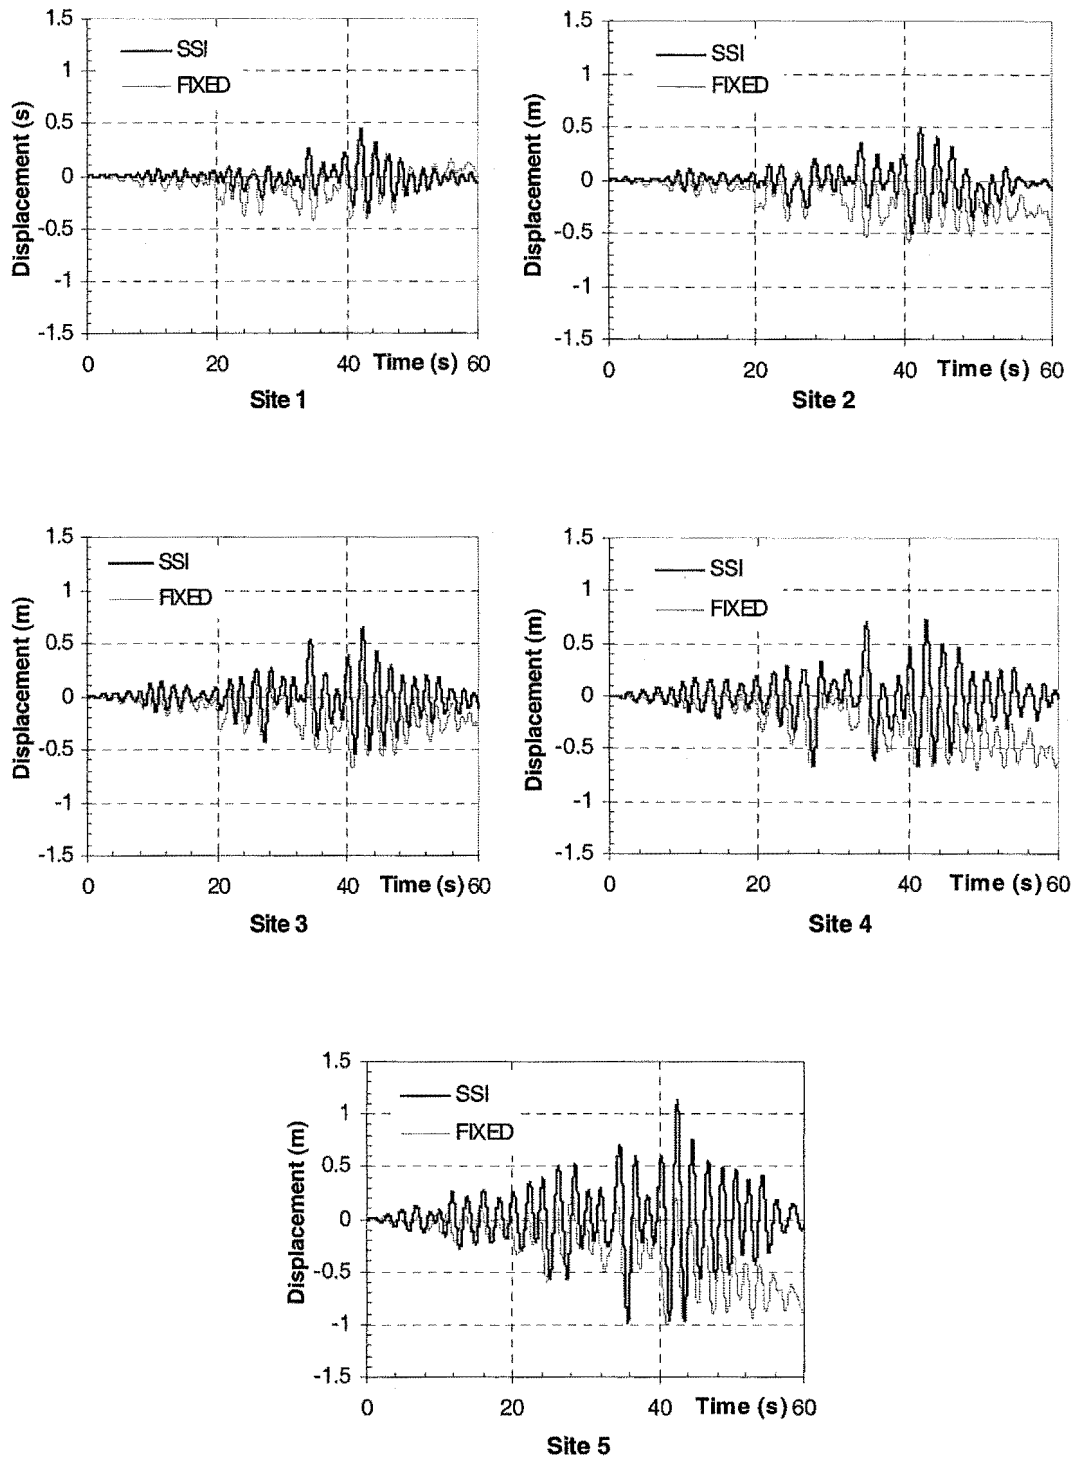 1.5
1
0.5
0
-0.5
-1
-1.5
Displacement (s)
SSI
FIXED
0 20 40 Time (s) 60
Site 1
1.5
1
0.5
0
-0.5
-1
-1.5
Displacement (m)
SSI
FIXED
0 20 40 Time (s) 60
Site 2
1.5
1
0.5
0
-0.5
-1
-1.5
Displacement (m)
SSI
FIXED
0 20 40 Time (s) 60
Site 3
1.5
1
0.5
0
-0.5
-1
-1.5
Displacement (m)
SSI
FIXED
0 20 40 Time (s) 60
Site 4
1.5
1
0.5
0
-0.5
-1
-1.5
Displacement (m)
SSI
FIXED
0 20 40 Time (s) 60
Site 5